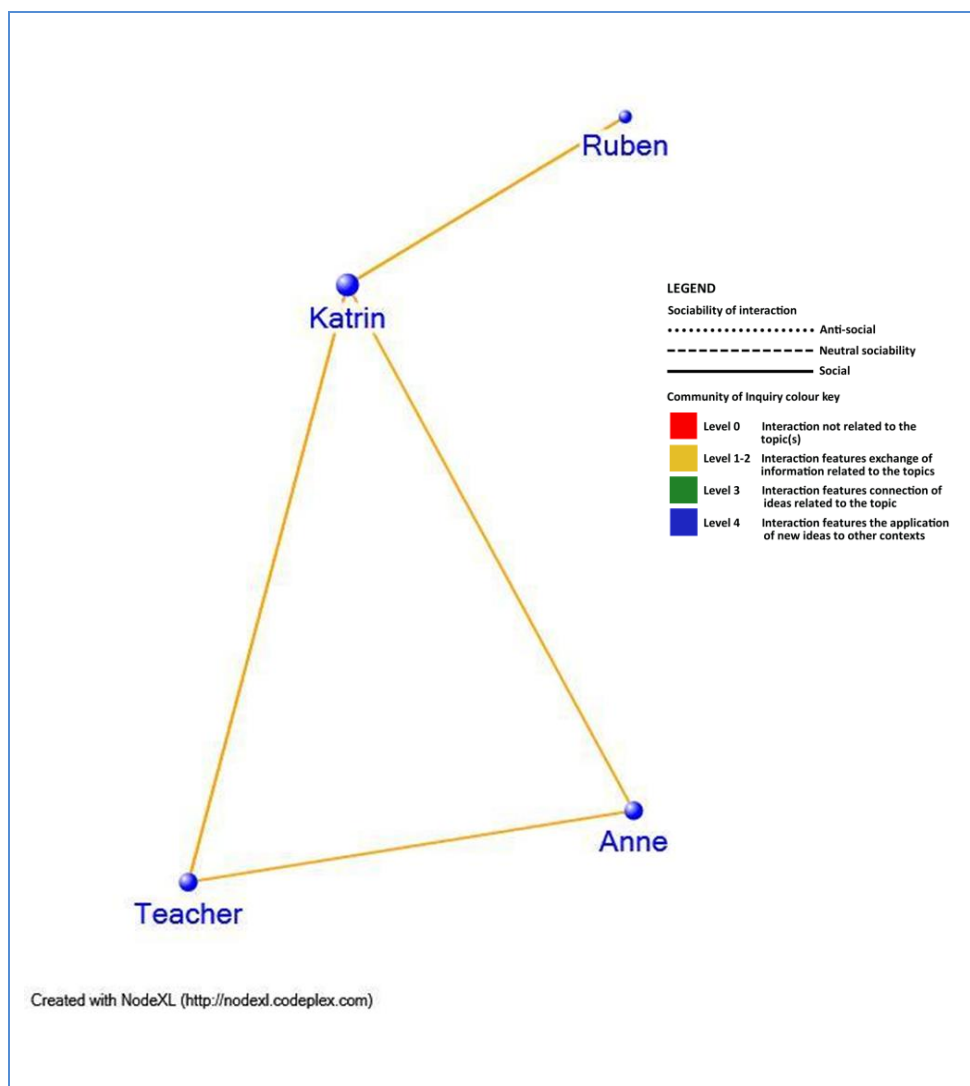 Ruben
Katrin
LEGEND
Sociability of interaction
Anti-social
Neutral sociability
Social
Community of Inquiry colour key
Level 0 Interaction not related to the
topic(s)
Level 1-2 Interaction features exchange of
information related to the topics
Level 3 Interaction features connection of
ideas related to the topic
Level 4 Interaction features the application
of new ideas to other contexts
Anne
Teacher
Created with NodeXL (http://nodexl.codeplex.com)